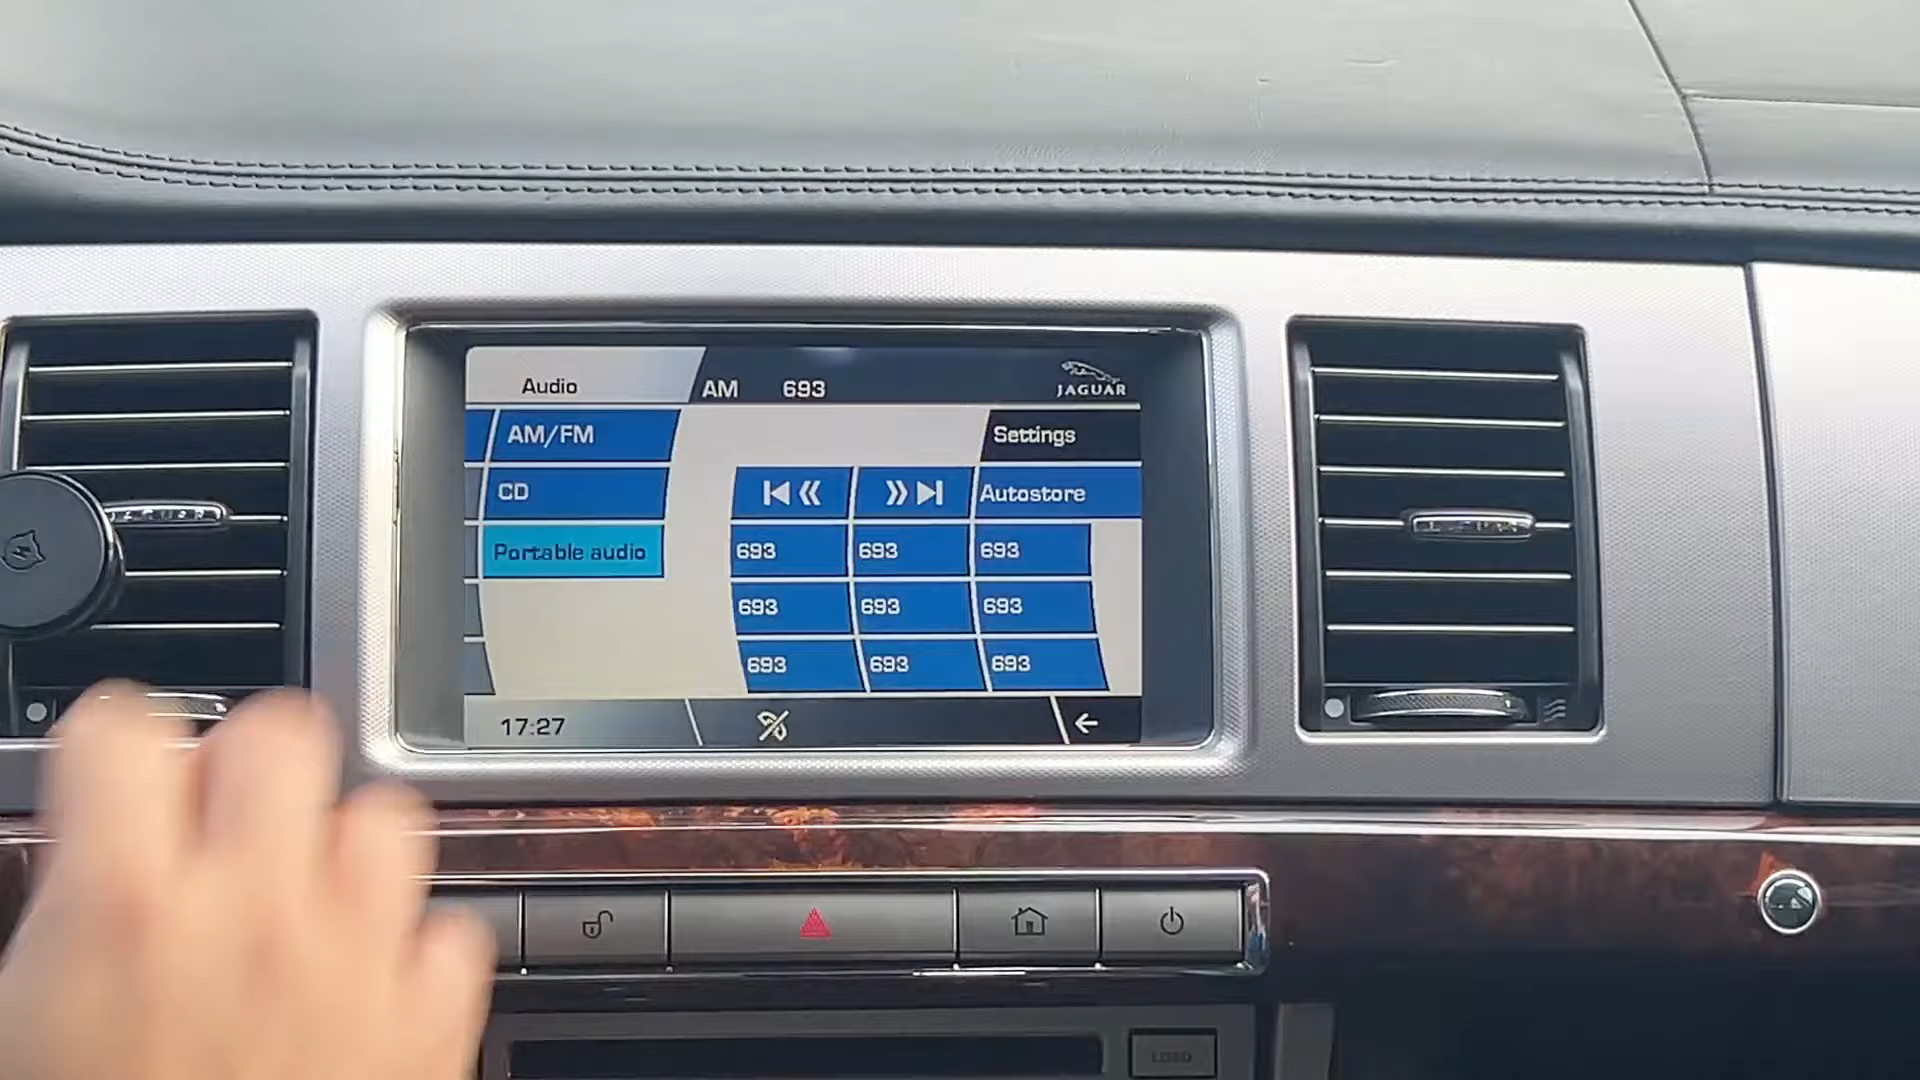 Audio AM 693 JAGUAR
AM/FM Settings
CD Autostore
Portable audio 693 693 693
693 693 693
693 693 693
17:27
LOAD